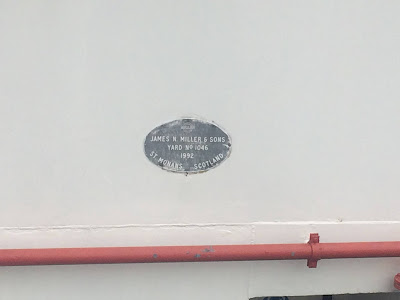 JAMES N. MILLER & SONS
YARD Nº 1046
1992
ST. MONANS, SCOTLAND